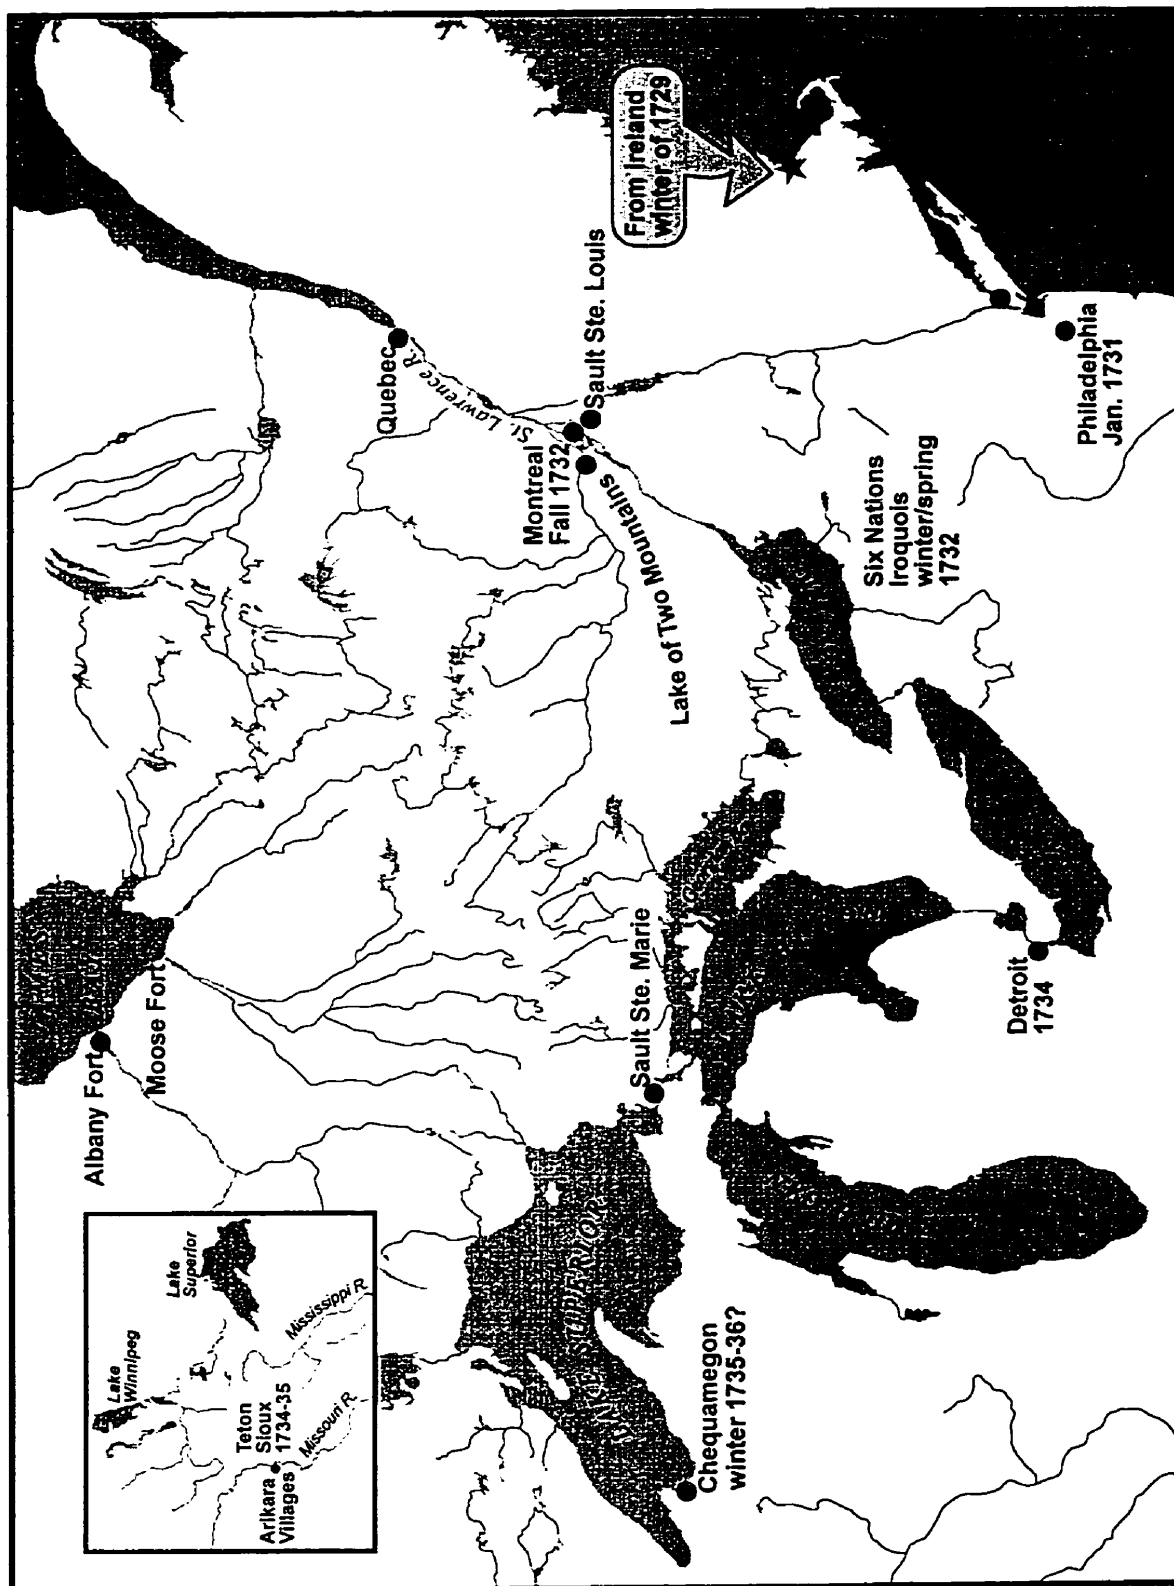 Albany Fort
Moose Fort
Lake
Winnipeg
Lake
Superior
Teton
Sioux
1734-35
Arikara
Villages
Mississippi R.
Missouri R.
Quebec
St. Lawrence R.
Montreal
Fall 1732
Sault Ste. Louis
Lake of Two Mountains
From Ireland
winter of 1729
LAKE SUPERIOR
Sault Ste. Marie
Chequamegon
winter 1735-36?
Detroit
1734
Six Nations
Iroquois
winter/spring
1732
Philadelphia
Jan. 1731